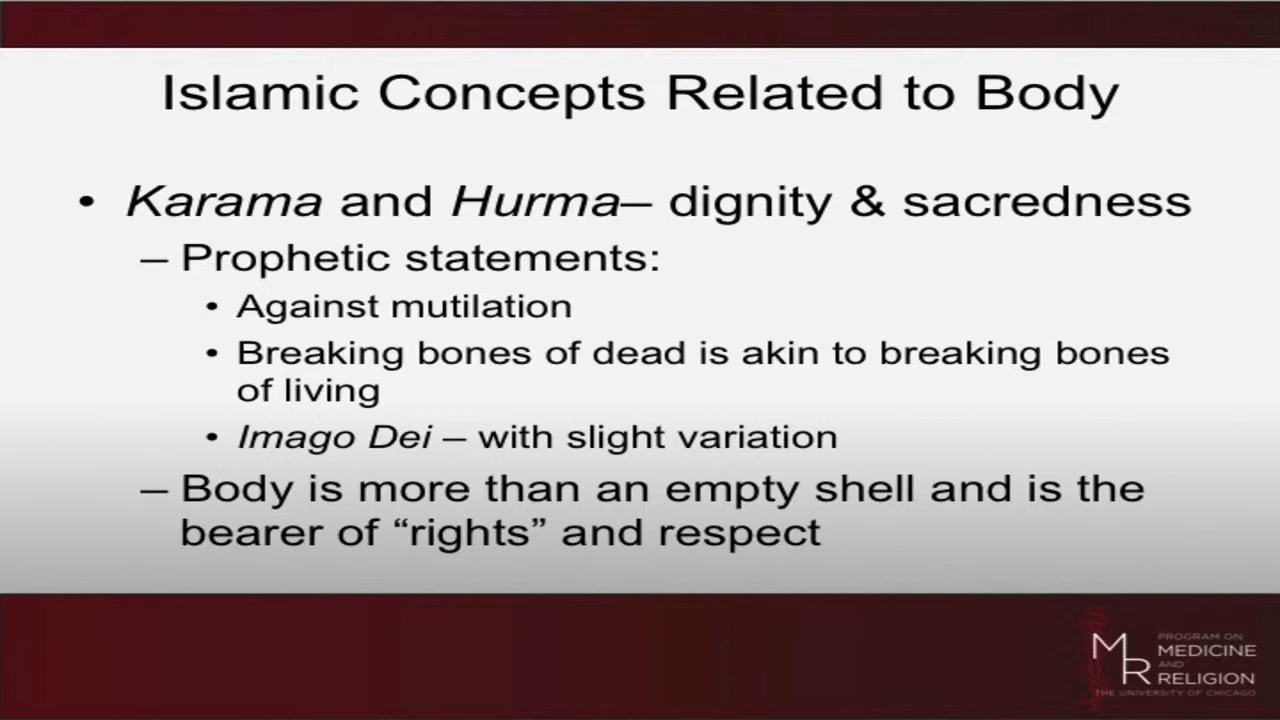 Islamic Concepts Related to Body
• Karama and Hurma– dignity & sacredness
– Prophetic statements:
• Against mutilation
• Breaking bones of dead is akin to breaking bones
of living
• Imago Dei – with slight variation
– Body is more than an empty shell and is the
bearer of “rights” and respect
MR
PROGRAM ON
MEDICINE
AND
RELIGION
THE UNIVERSITY OF CHICAGO